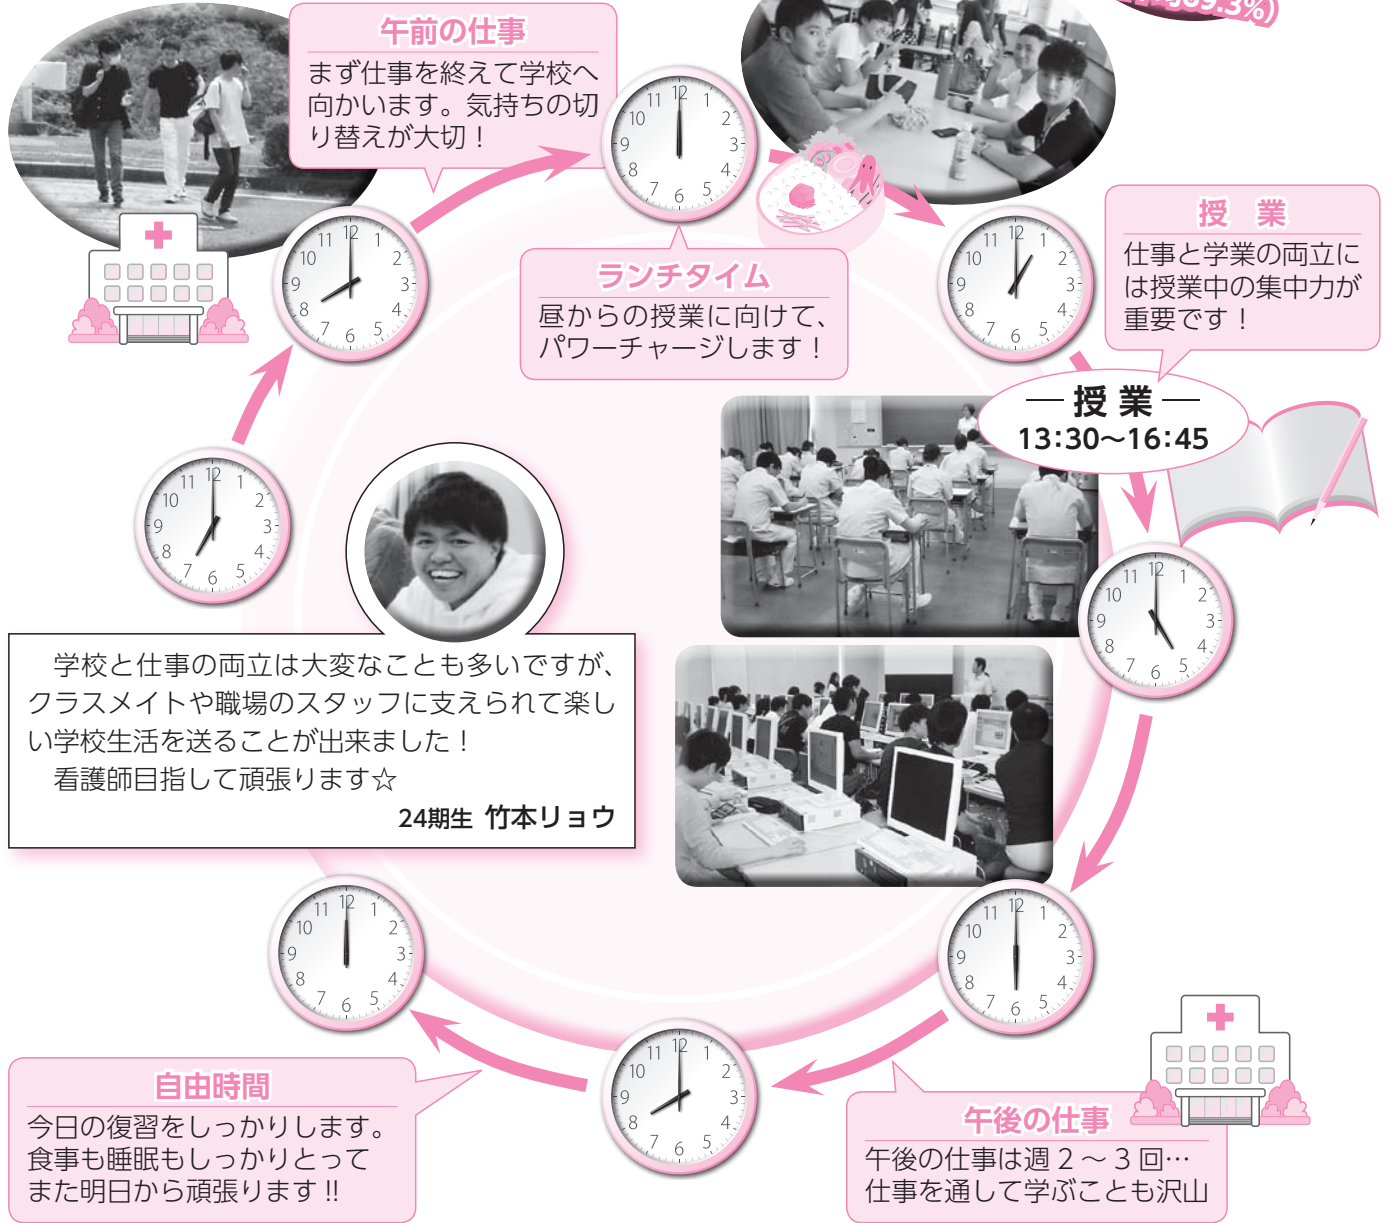 89.3%)
午前の仕事
まず仕事を終えて学校へ
向かいます。気持ちの切
り替えが大切！
ランチタイム
昼からの授業に向けて、
パワーチャージします！
授　業
仕事と学業の両立に
は授業中の集中力が
重要です！
授 業
13:30～16:45
学校と仕事の両立は大変なことも多いですが、
クラスメイトや職場のスタッフに支えられて楽し
い学校生活を送ることが出来ました！
看護師目指して頑張ります☆
24期生 竹本リョウ
午後の仕事
午後の仕事は週２～３回…
仕事を通して学ぶことも沢山
自由時間
今日の復習をしっかりします。
食事も睡眠もしっかりとって
また明日から頑張ります!!